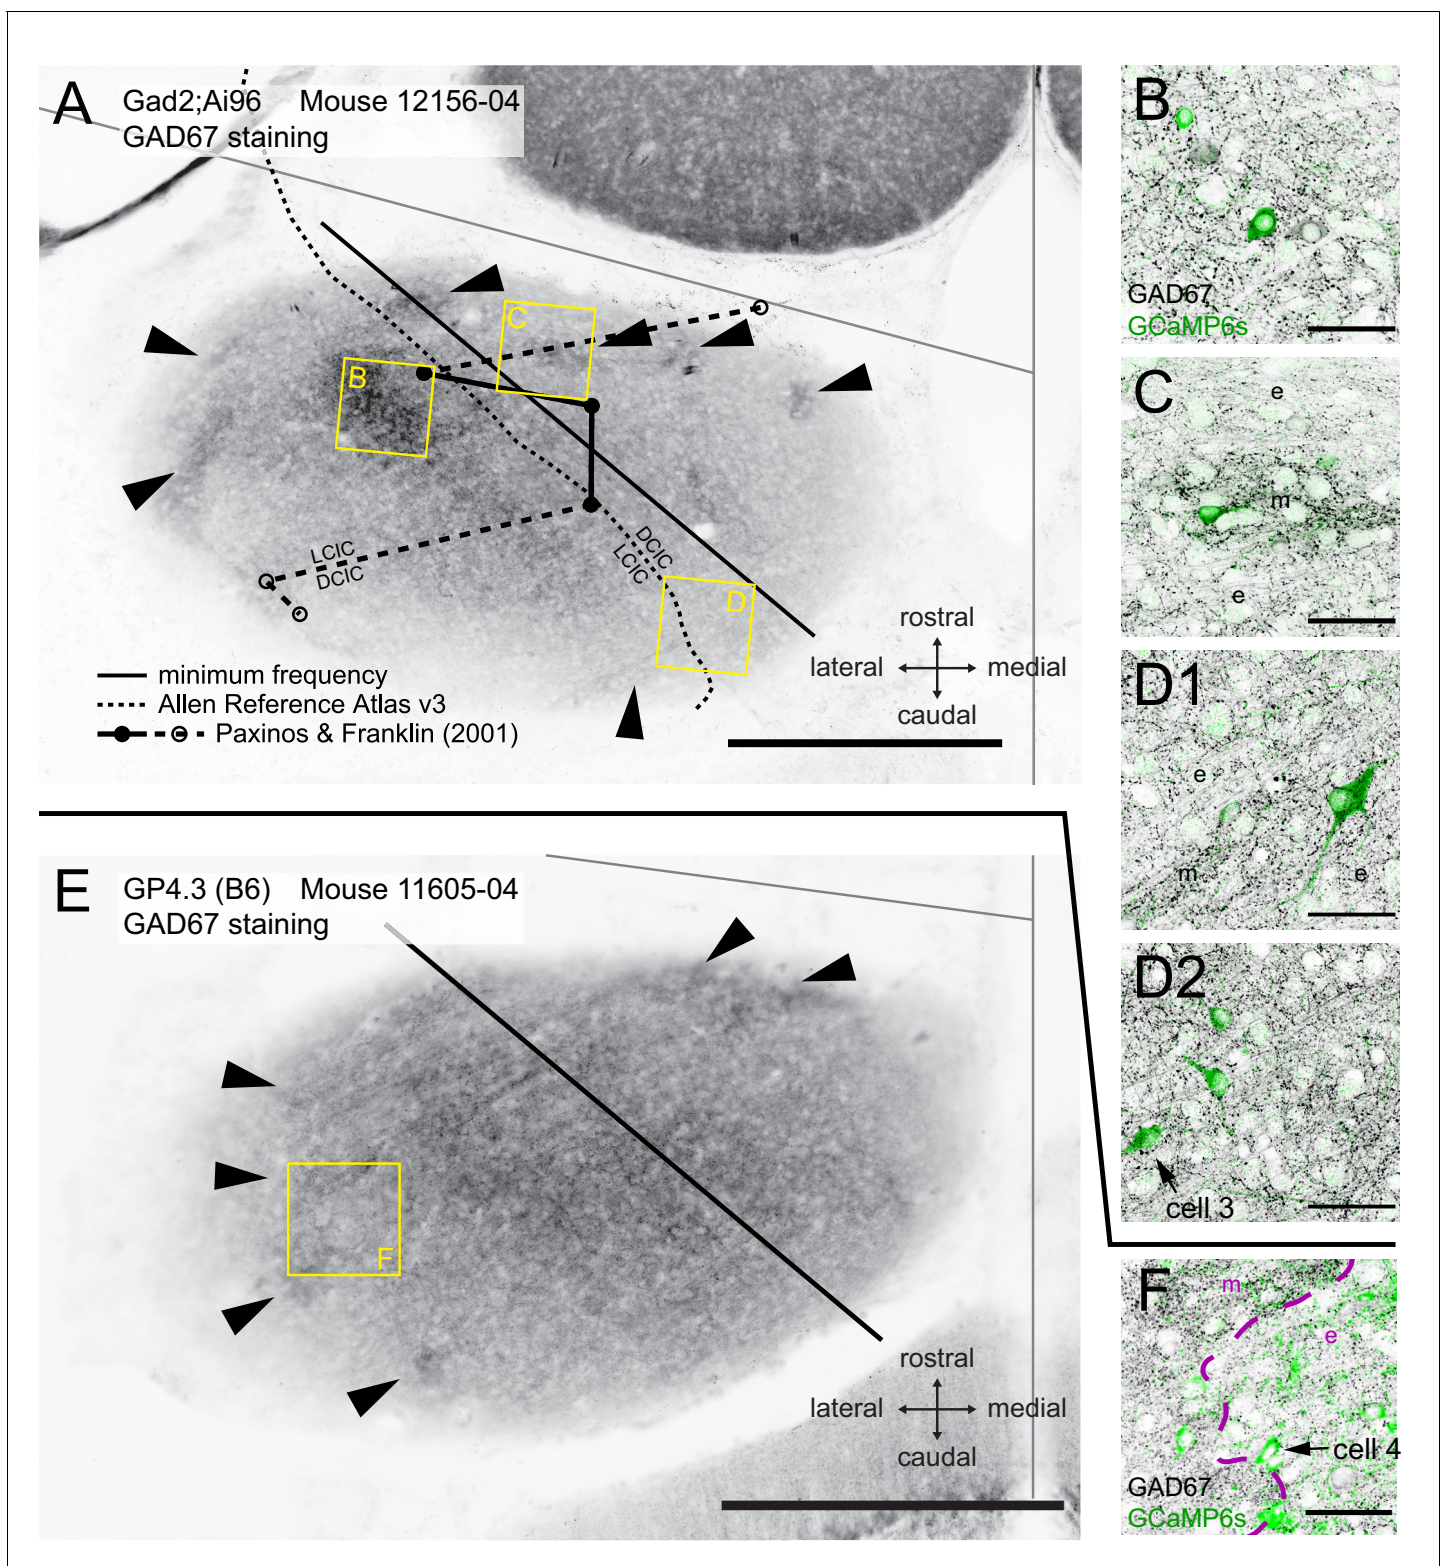 A
Gad2;Ai96 Mouse 12156-04
GAD67 staining
C
B
LCIC
DCIC
DCIC
LCIC
D
rostral
lateral medial
caudal
minimum frequency
Allen Reference Atlas v3
Paxinos & Franklin (2001)
B
GAD67
GCaMP6s
C
e
m
e
D1
e
m
e
D2
cell 3
E
GP4.3 (B6) Mouse 11605-04
GAD67 staining
F
rostral
lateral medial
caudal
F
m
e
cell 4
GAD67
GCaMP6s